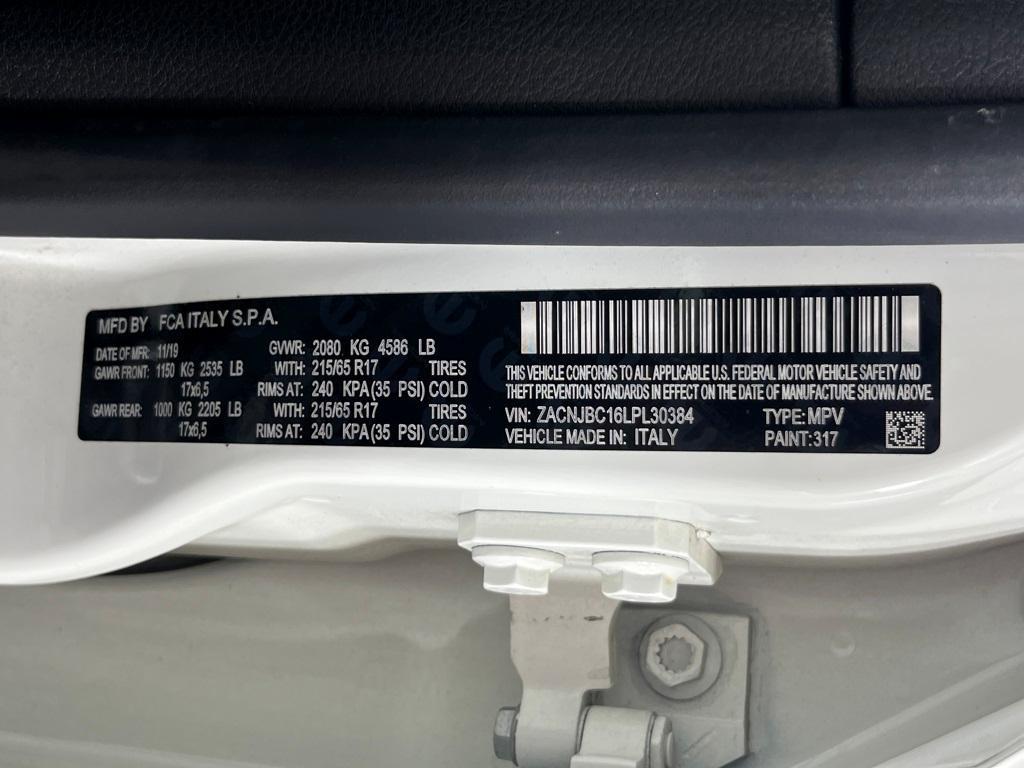 MFD BY FCA ITALY S.P.A.
DATE OF MFR: 11/19 GVWR: 2080 KG 4586 LB
GAWR FRONT: 1150 KG 2535 LB WITH: 215/65 R17 TIRES
17x6,5 RIMS AT: 240 KPA(35 PSI) COLD
GAWR REAR: 1000 KG 2205 LB WITH: 215/65 R17 TIRES
17x6,5 RIMS AT: 240 KPA(35 PSI) COLD
THIS VEHICLE CONFORMS TO ALL APPLICABLE U.S. FEDERAL MOTOR VEHICLE SAFETY AND
THEFT PREVENTION STANDARDS IN EFFECT ON THE DATE OF MANUFACTURE SHOWN ABOVE.
VIN: ZACNJBC16LPL30384 TYPE: MPV
VEHICLE MADE IN: ITALY PAINT: 317